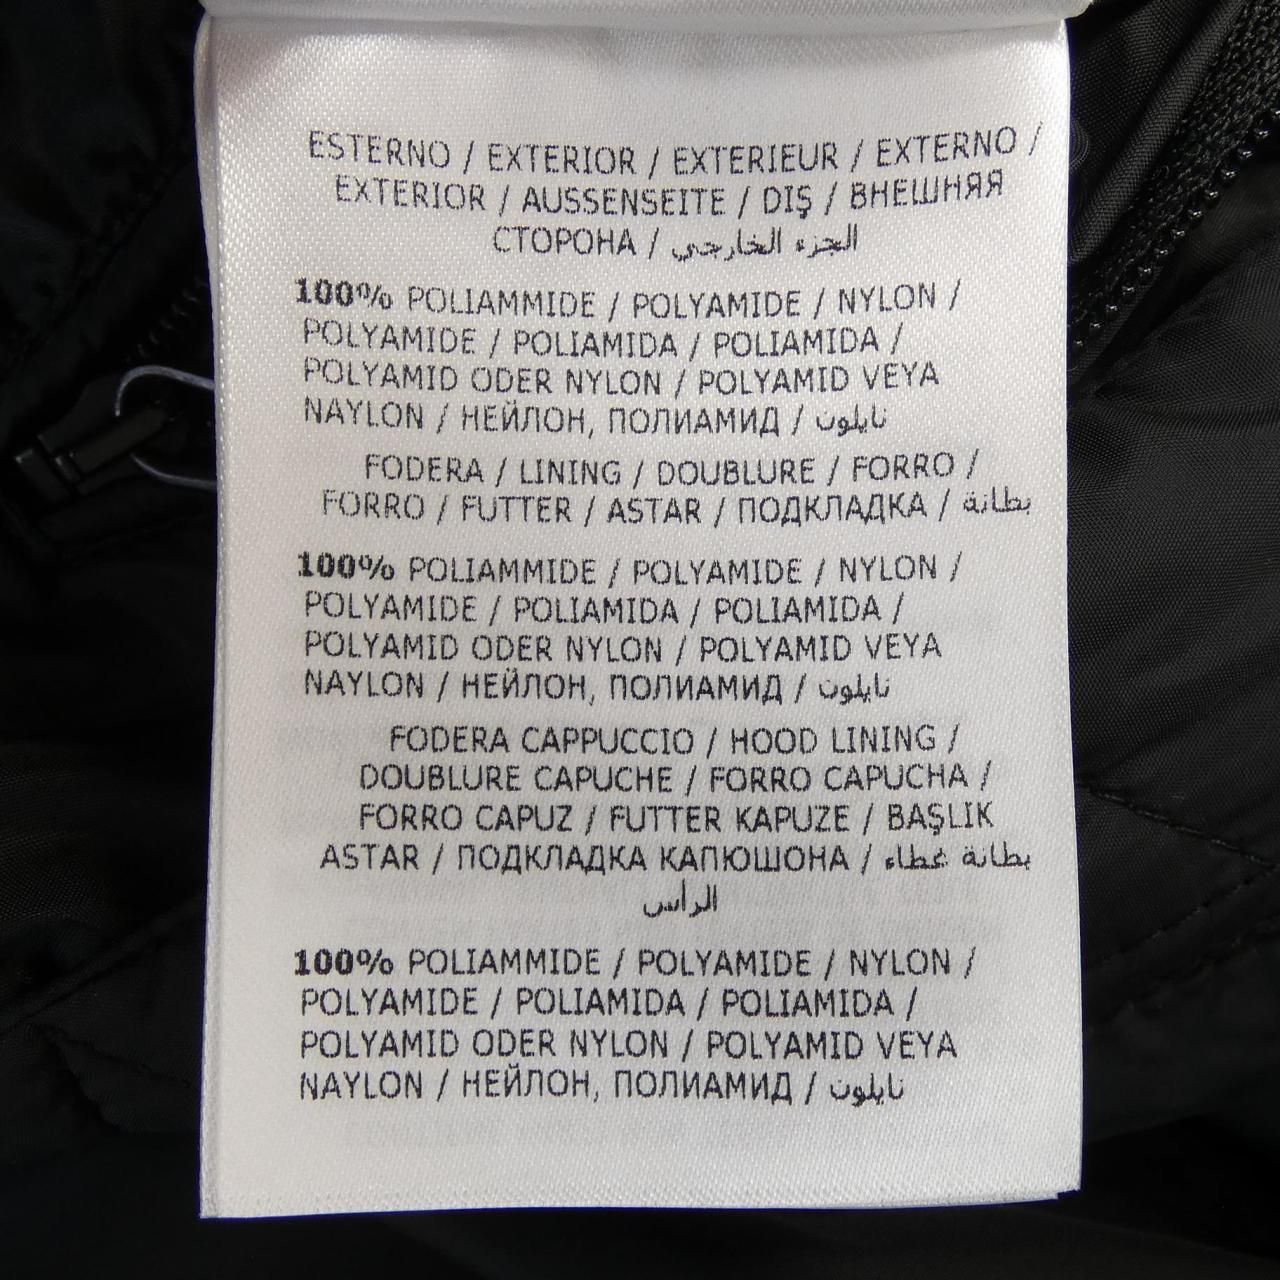 ESTERNO / EXTERIOR / EXTERIEUR / EXTERNO /
EXTERIOR / AUSSENSEITE / DIŞ / ВНЕШНЯЯ
СТОРОНА / الجزء الخارجي
100% POLIAMMIDE / POLYAMIDE / NYLON /
POLYAMIDE / POLIAMIDA / POLIAMIDA /
POLYAMID ODER NYLON / POLYAMID VEYA
NAYLON / НЕЙЛОН, ПОЛИАМИД / نايلون
FODERA / LINING / DOUBLURE / FORRO /
FORRO / FUTTER / ASTAR / ПОДКЛАДКА / بطانة
100% POLIAMMIDE / POLYAMIDE / NYLON /
POLYAMIDE / POLIAMIDA / POLIAMIDA /
POLYAMID ODER NYLON / POLYAMID VEYA
NAYLON / НЕЙЛОН, ПОЛИАМИД / نايلون
FODERA CAPPUCCIO / HOOD LINING /
DOUBLURE CAPUCHE / FORRO CAPUCHA /
FORRO CAPUZ / FUTTER KAPUZE / BAŞLIK
ASTAR / ПОДКЛАДКА КАПЮШОНА / بطانة غطاء
الرأس
100% POLIAMMIDE / POLYAMIDE / NYLON /
POLYAMIDE / POLIAMIDA / POLIAMIDA /
POLYAMID ODER NYLON / POLYAMID VEYA
NAYLON / НЕЙЛОН, ПОЛИАМИД / نايلون